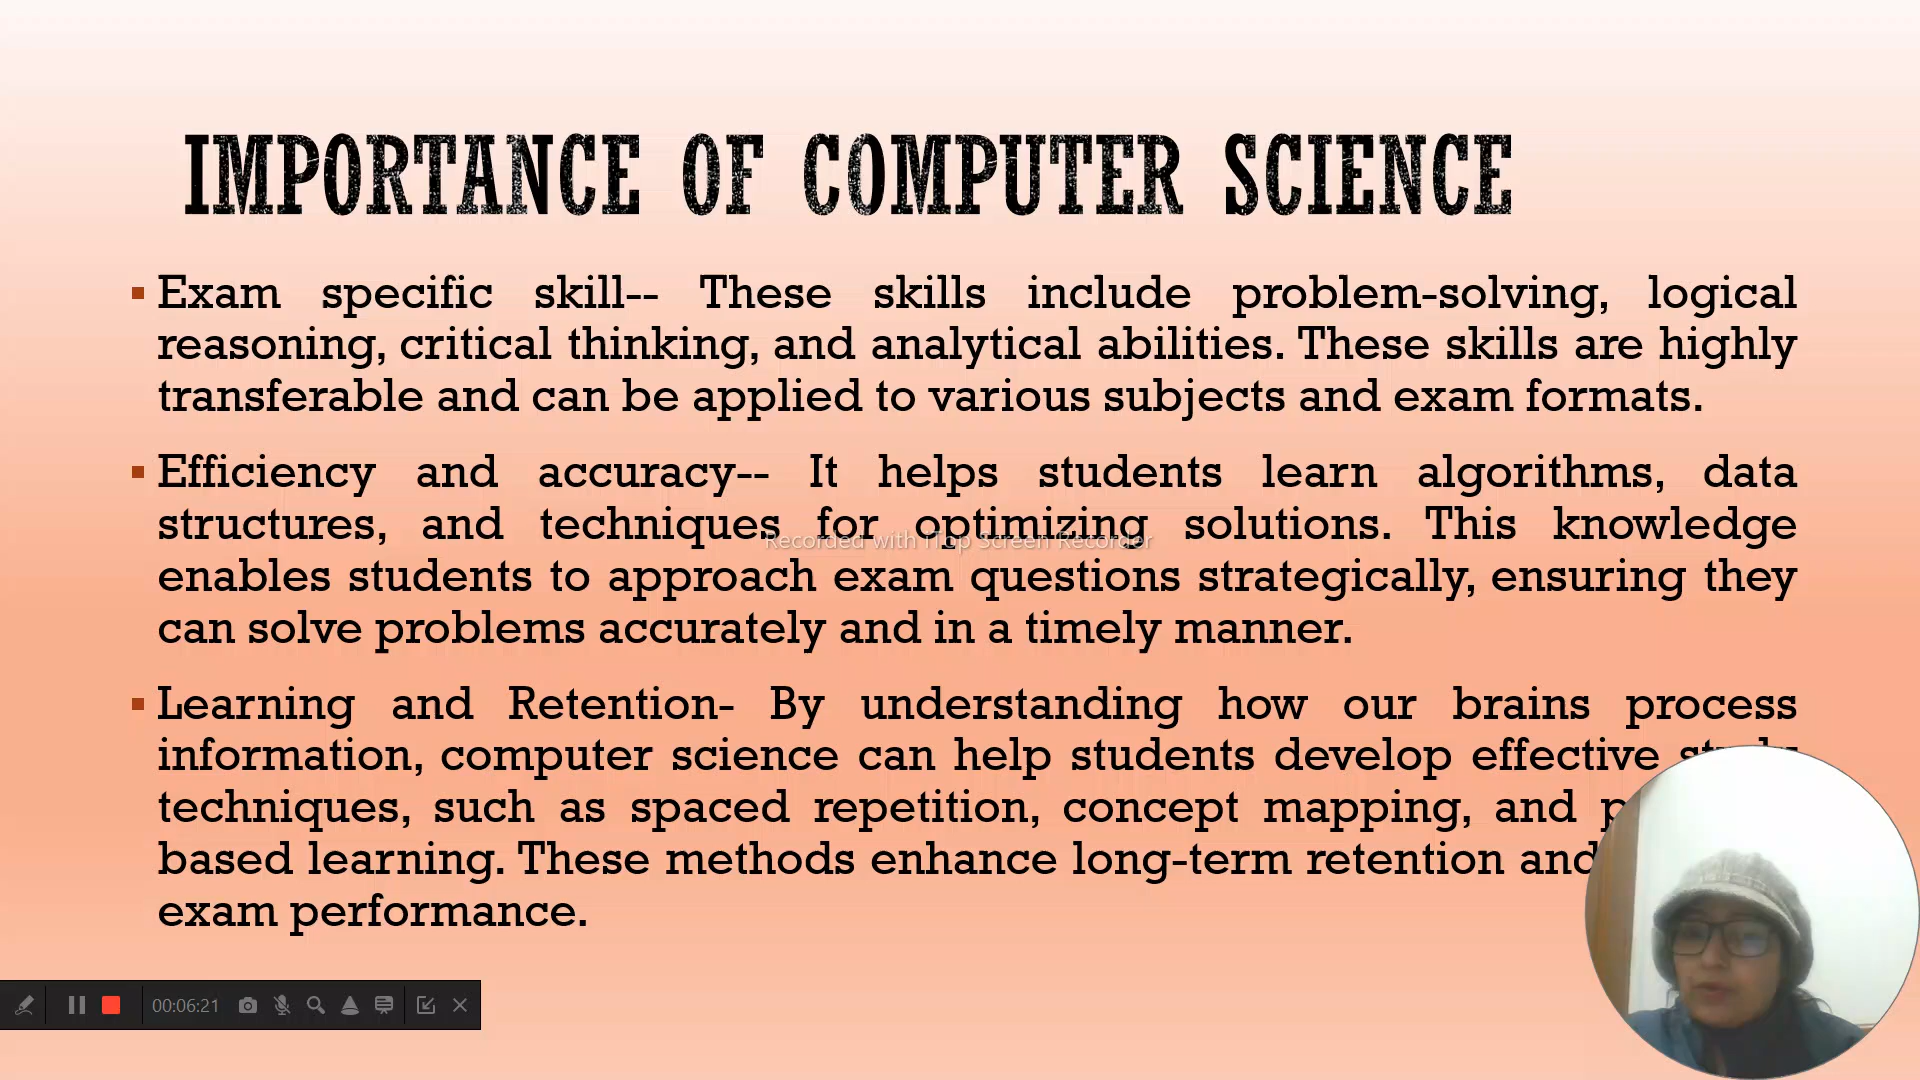 IMPORTANCE OF COMPUTER SCIENCE
Exam specific skill-- These skills include problem-solving, logical
reasoning, critical thinking, and analytical abilities. These skills are highly
transferable and can be applied to various subjects and exam formats.
Efficiency and accuracy-- It helps students learn algorithms, data
structures, and techniques for optimizing solutions. This knowledge
Recorded with iTop Screen Recorder
enables students to approach exam questions strategically, ensuring they
can solve problems accurately and in a timely manner.
Learning and Retention- By understanding how our brains process
information, computer science can help students develop effective
techniques, such as spaced repetition, concept mapping, and
based learning. These methods enhance long-term retention and
exam performance.
00:06:21